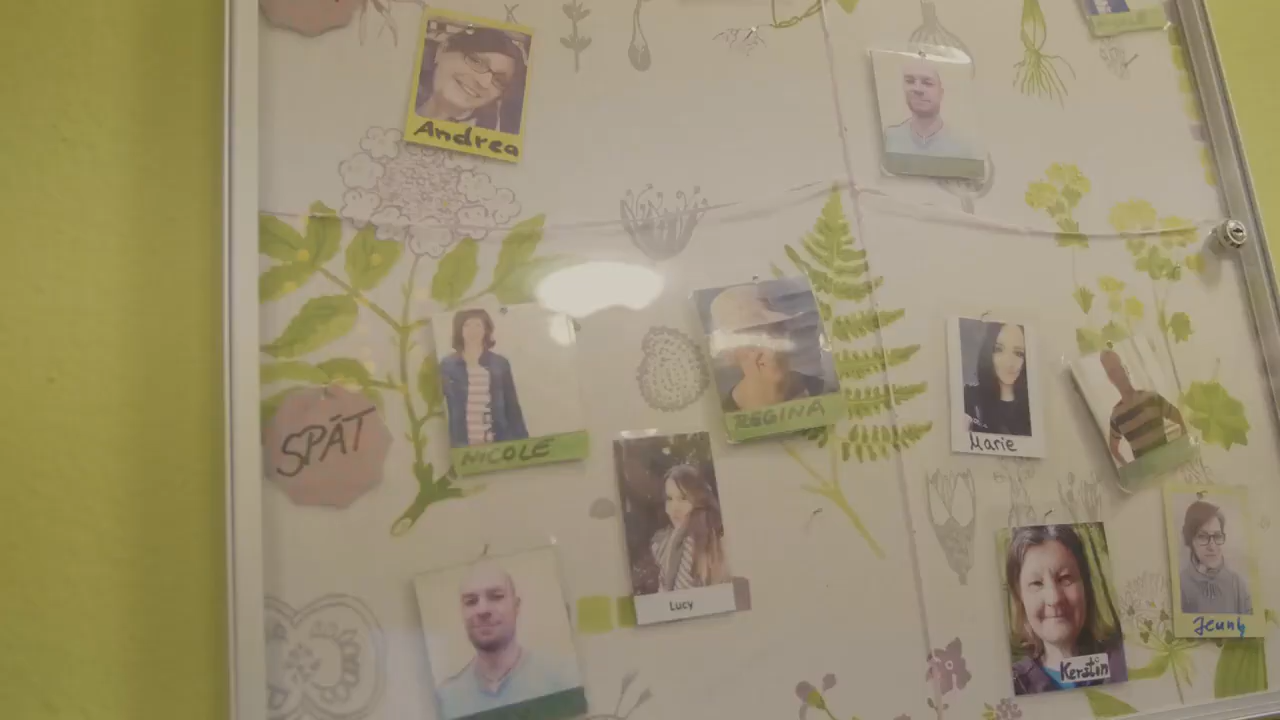 Andrea
SPÄT
NICOLE
REGINA
Marie
Lucy
Kerstin
Jenny